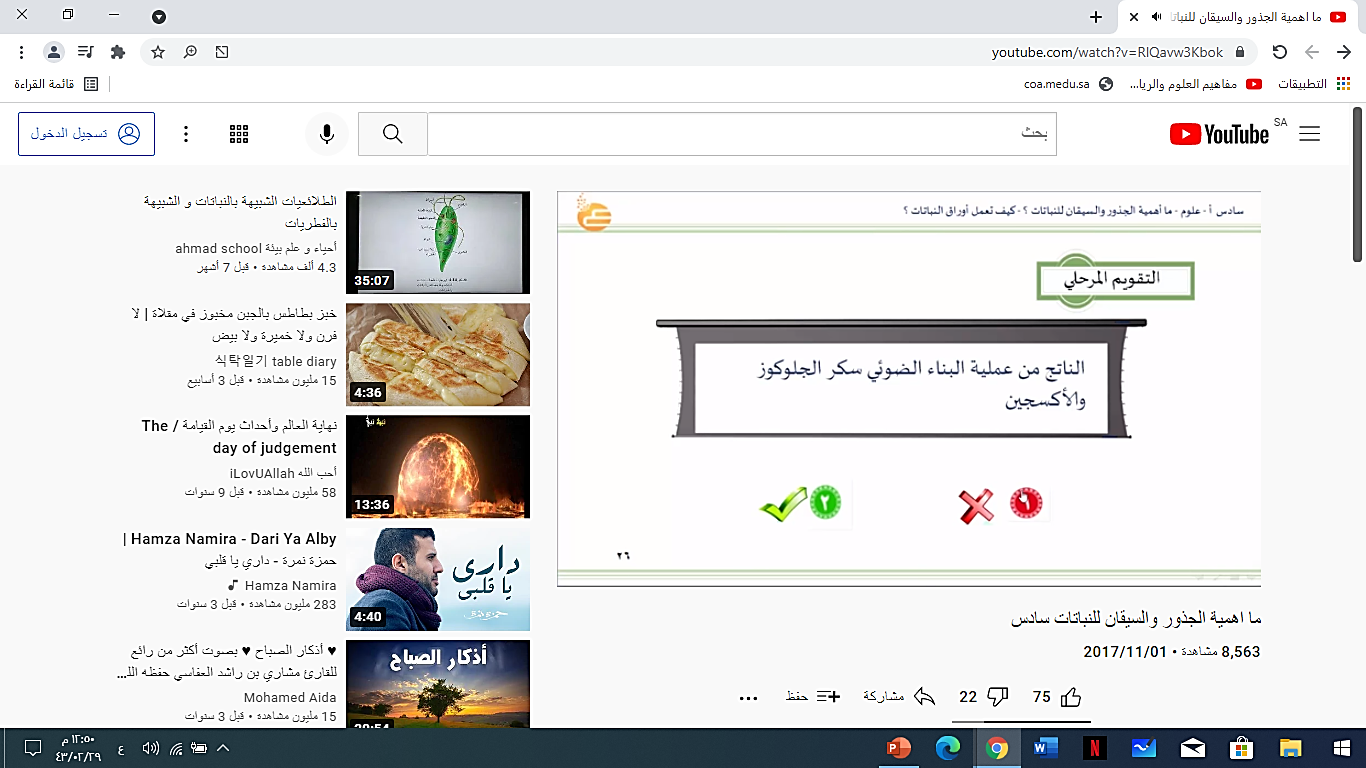 ما اهمية الجذور والسيقان للنباتا
youtube.com/watch?v=RlQavw3Kbok
التطبيقات
مفاهيم العلوم والريا...
coa.medu.sa
قائمة القراءة
YouTube SA
بحث
تسجيل الدخول
سادس أ - علوم - ما أهمية الجذور والسيقان للنباتات ؟ - كيف تعمل أوراق النباتات ؟
التقويم المرحلي
الناتج من عملية البناء الضوئي سكر الجلوكوز
والأكسجين
١
٢
٢٦
ما اهمية الجذور والسيقان للنباتات سادس
8,563 مشاهدة • 2017/11/01
75
22
مشاركة
حفظ
الطلائعيات الشبيهة بالنباتات و الشبيهة
بالفطريات
أحياء و علم بيئة ahmad school
4.3 ألف مشاهدة • قبل 7 أشهر
35:07
خبز بطاطس بالجبن مخبوز في مقلاة | لا
فرن ولا خميرة ولا بيض
식탁일기 table diary
15 مليون مشاهدة • قبل 3 أسابيع
4:36
نهاية العالم وأحداث يوم القيامة / The
day of judgement
أحب الله iLovUAllah
58 مليون مشاهدة • قبل 9 سنوات
13:36
Hamza Namira - Dari Ya Alby |
حمزة نمرة - داري يا قلبي
Hamza Namira
283 مليون مشاهدة • قبل 3 سنوات
دارى
يا قلبى
4:40
♥ أذكار الصباح ♥ بصوت أكثر من رائع
للقارئ مشاري بن راشد العفاسي حفظه الل...
Mohamed Aida
15 مليون مشاهدة • قبل 3 سنوات
أذكار الصباح
ع
١٢:٥٠ م
٤٣/٠٢/٢٩